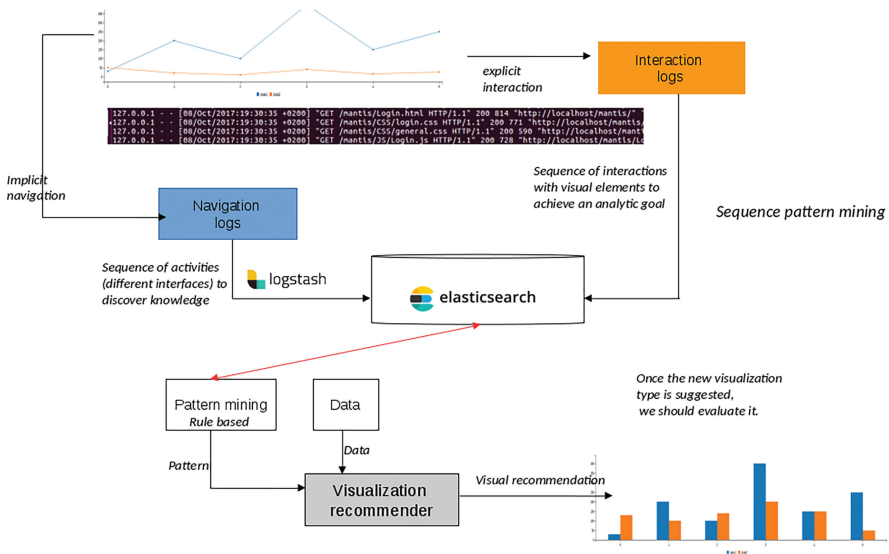 explicit
interaction
Interaction
logs
127.0.0.1 - - [08/Oct/2017:19:30:35 +0200] "GET /mantis/Login.html HTTP/1.1" 200 814 "http://localhost/mantis/"
127.0.0.1 - - [08/Oct/2017:19:30:35 +0200] "GET /mantis/CSS/login.css HTTP/1.1" 200 771 "http://localhost/mantis/
127.0.0.1 - - [08/Oct/2017:19:30:35 +0200] "GET /mantis/CSS/general.css HTTP/1.1" 200 590 "http://localhost/manti
127.0.0.1 - - [08/Oct/2017:19:30:35 +0200] "GET /mantis/JS/Login.js HTTP/1.1" 200 728 "http://localhost/mantis/Lo
Implicit
navigation
Sequence of interactions
with visual elements to
achieve an analytic goal
Navigation
logs
Sequence pattern mining
Sequence of activities
(different interfaces) to
discover knowledge
logstash
elasticsearch
Pattern mining
Rule based
Data
Once the new visualization
type is suggested,
we should evaluate it.
Pattern
Data
Visualization
recommender
Visual recommendation